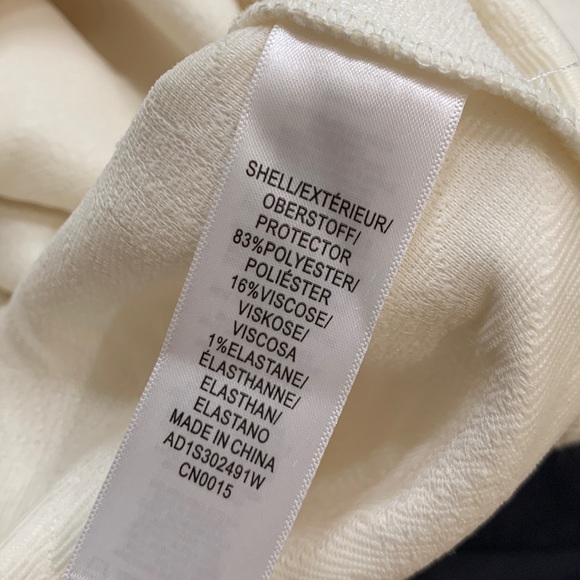 SHELL/EXTÉRIEUR/
OBERSTOFF/
PROTECTOR
83%POLYESTER/
POLIÉSTER
16%VISCOSE/
VISKOSE/
VISCOSA
1%ELASTANE/
ÉLASTHANNE/
ELASTHAN/
ELASTANO
MADE IN CHINA
AD1S302491W
CN0015